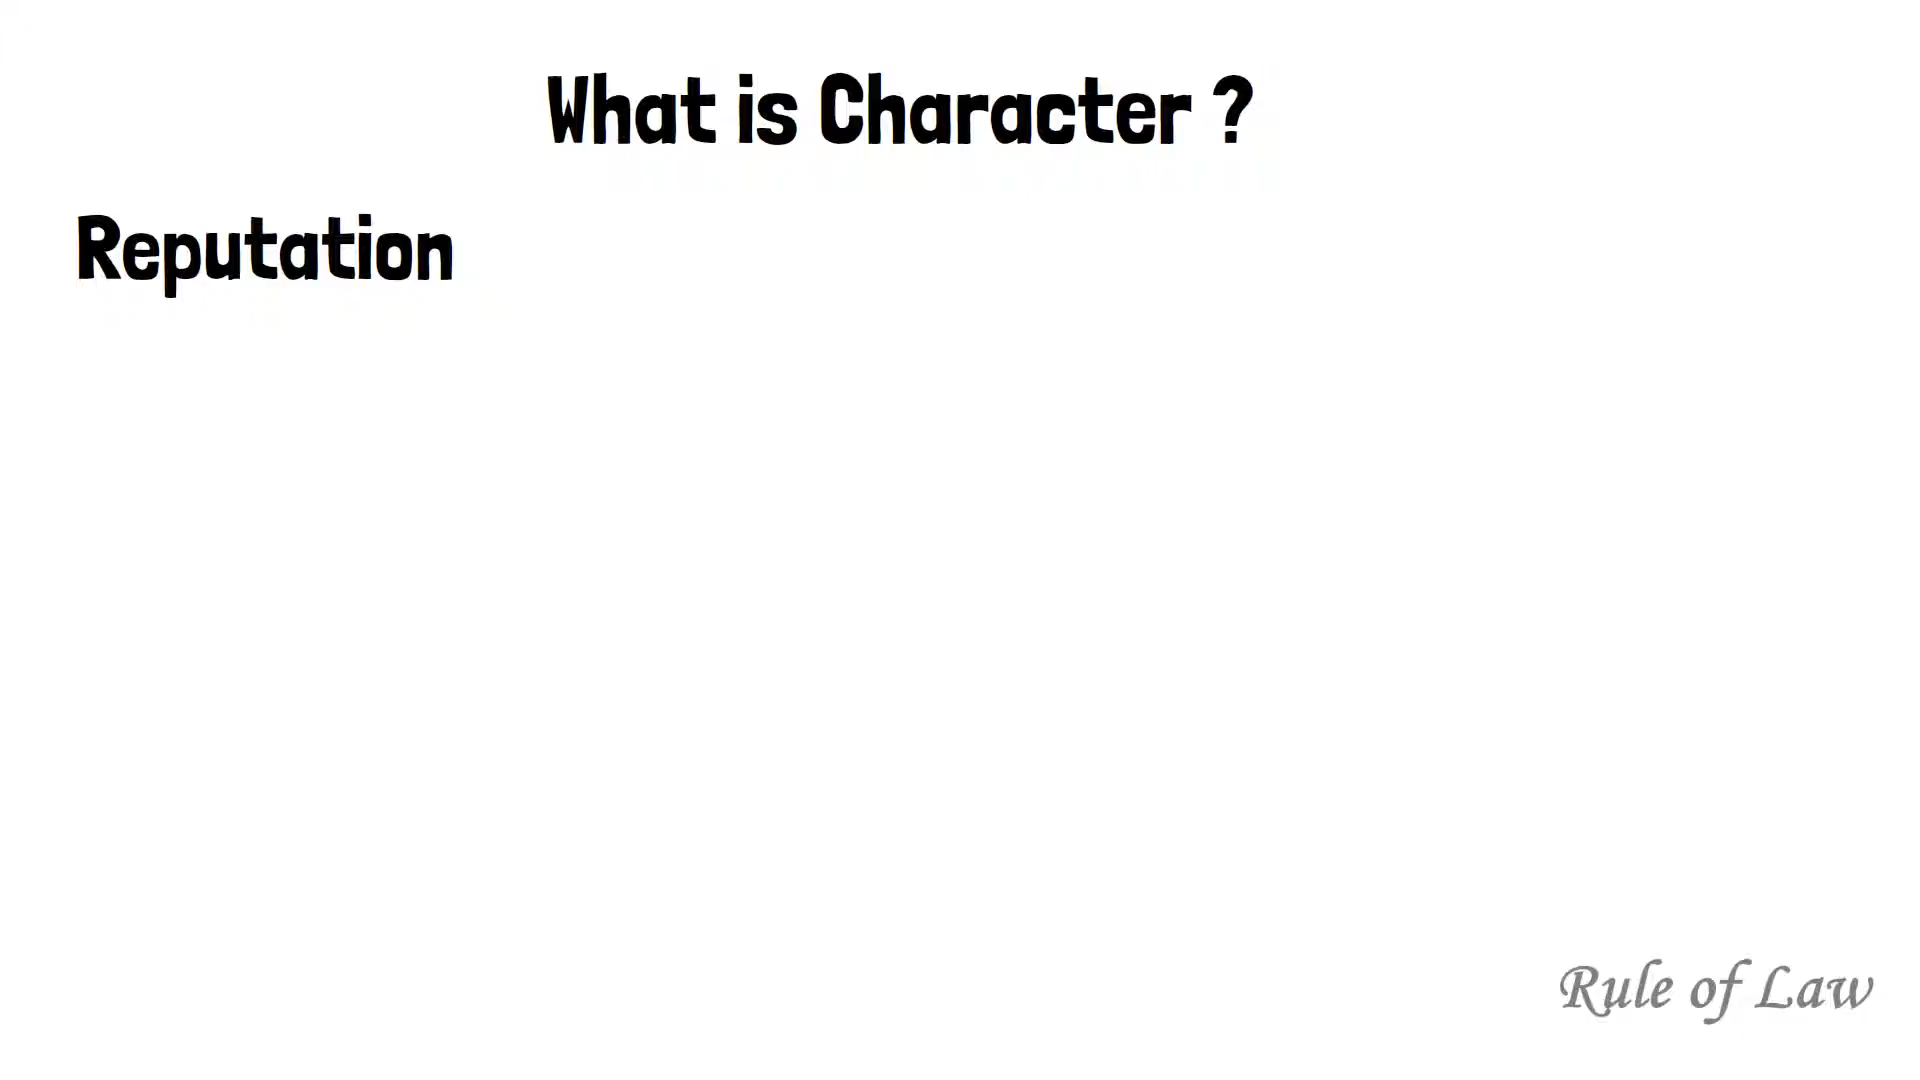 What is Character ?
Reputation
Rule of Law